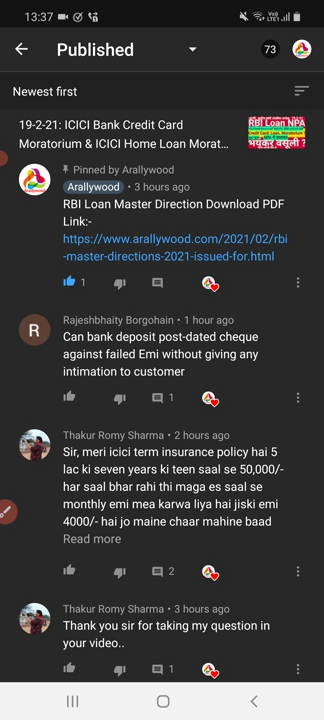 13:37
VoD
LTE1
Published
73
Newest first
19-2-21: ICICI Bank Credit Card
Moratorium & ICICI Home Loan Morat...
RBI Loan NPA
Pinned by Arallywood
Arallywood • 3 hours ago
RBI Loan Master Direction Download PDF
Link:-
https://www.arallywood.com/2021/02/rbi
-master-directions-2021-issued-for.html
1
R
Rajeshbhaity Borgohain • 1 hour ago
Can bank deposit post-dated cheque
against failed Emi without giving any
intimation to customer
1
Thakur Romy Sharma • 2 hours ago
Sir, meri icici term insurance policy hai 5
lac ki seven years ki teen saal se 50,000/-
har saal bhar rahi thi maga es saal se
monthly emi mea karwa liya hai jiski emi
4000/- hai jo maine chaar mahine baad
Read more
2
Thakur Romy Sharma • 3 hours ago
Thank you sir for taking my question in
your video..
1